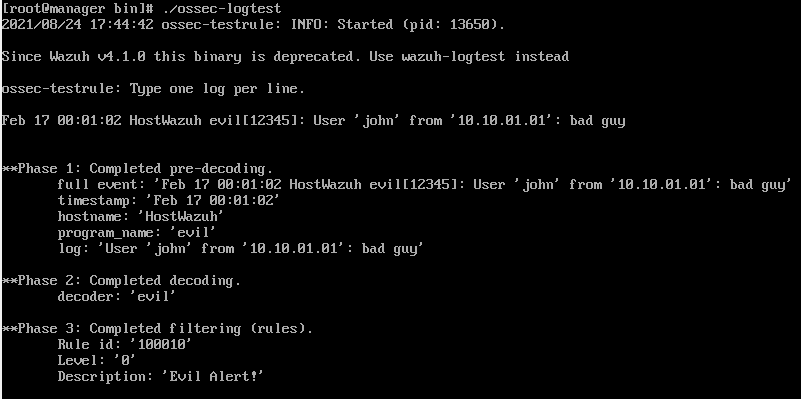 [root@manager bin]# ./ossec-logtest
2021/08/24 17:44:42 ossec-testrule: INFO: Started (pid: 13650).
Since Wazuh v4.1.0 this binary is deprecated. Use wazuh-logtest instead
ossec-testrule: Type one log per line.
Feb 17 00:01:02 HostWazuh evil[12345]: User 'john' from '10.10.01.01': bad guy
**Phase 1: Completed pre-decoding.
full event: 'Feb 17 00:01:02 HostWazuh evil[12345]: User 'john' from '10.10.01.01': bad guy'
timestamp: 'Feb 17 00:01:02'
hostname: 'HostWazuh'
program_name: 'evil'
log: 'User 'john' from '10.10.01.01': bad guy'
**Phase 2: Completed decoding.
decoder: 'evil'
**Phase 3: Completed filtering (rules).
Rule id: '100010'
Level: '0'
Description: 'Evil Alert!'